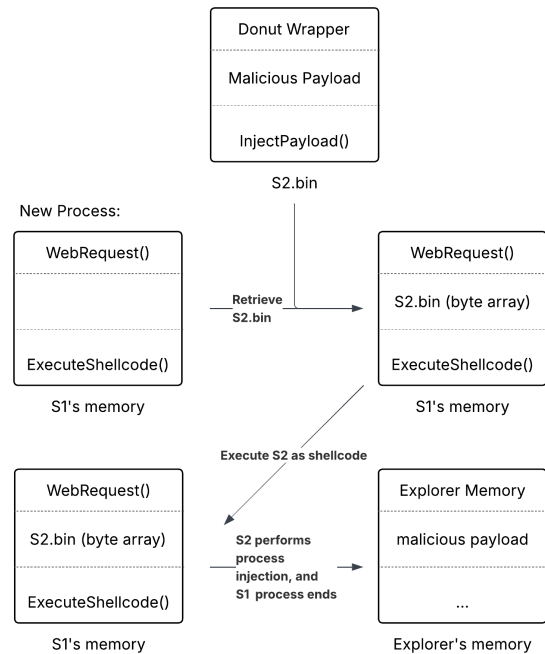 Donut Wrapper
Malicious Payload
InjectPayload()
S2.bin
New Process:
WebRequest()
ExecuteShellcode()
S1's memory
Retrieve
S2.bin
WebRequest()
S2.bin (byte array)
ExecuteShellcode()
S1's memory
Execute S2 as shellcode
WebRequest()
S2.bin (byte array)
ExecuteShellcode()
S1's memory
S2 performs
process
injection, and
S1 process ends
Explorer Memory
malicious payload
...
Explorer's memory